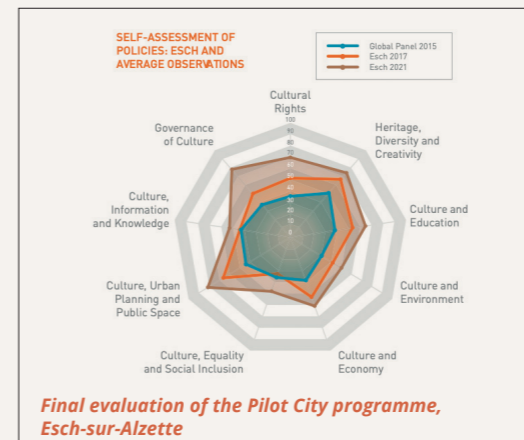 SELF-ASSESSMENT OF
POLICIES: ESCH AND
AVERAGE OBSERVATIONS
Global Panel 2015
Esch 2017
Esch 2021
Cultural
Rights
Governance
of Culture
Heritage,
Diversity and
Creativity
Culture,
Information
and Knowledge
Culture and
Education
Culture, Urban
Planning and
Public Space
Culture and
Environment
Culture, Equality
and Social Inclusion
Culture and
Economy
100
90
80
70
60
50
40
30
20
10
0
Final evaluation of the Pilot City programme,
Esch-sur-Alzette